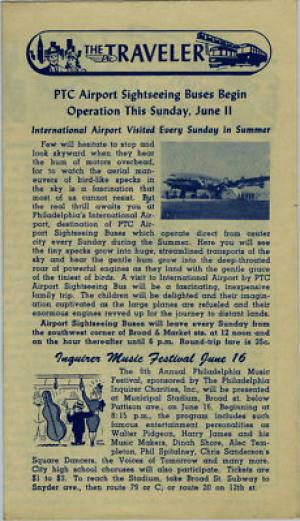 THE PTC TRAVELER
PTC Airport Sightseeing Buses Begin
Operation This Sunday, June 11
International Airport Visited Every Sunday in Summer
Few will hesitate to stop and
look skyward when they hear
the hum of motors overhead,
for to watch the aerial man-
euvers of bird-like specks in
the sky is a fascination that
most of us cannot resist. But
the real thrill awaits you at
Philadelphia's International Air-
port, destination of PTC Air-
port Sightseeing Buses which operate direct from center
city every Sunday during the Summer. Here you will see
the tiny specks grow into huge, streamlined transports of the
sky and hear the gentle hum grow into the deep-throated
roar of powerful engines as they land with the gentle grace
of the tiniest of birds. A visit to International Airport by PTC
Airport Sightseeing Bus will be a fascinating, inexpensive
family trip. The children will be delighted and their imagin-
ation captivated as the large planes are refueled and their
enormous engines revved up for the journey to distant lands.
Airport Sightseeing Buses will leave every Sunday from
the southwest corner of Broad & Market sts. at 12 noon and
on the hour thereafter until 6 p.m. Round-trip fare is 35c.
Inquirer Music Festival June 16
The 6th Annual Philadelphia Music
Festival, sponsored by The Philadelphia
Inquirer Charities, Inc., will be presented
at Municipal Stadium, Broad st. below
Pattison ave., on June 16. Beginning at
8:15 p.m., the program includes such
famous entertainment personalities as
Walter Pidgeon, Harry James and his
Music Makers, Dinah Shore, Alec Tem-
pleton, Phil Spitalney, Chris Sanderson's
Square Dancers, the Voices of Tomorrow and many more.
City high school choruses will also participate. Tickets are
$1 to $3. To reach the Stadium, take Broad St. Subway to
Snyder ave., then route 79 or C; or route 20 on 12th st.